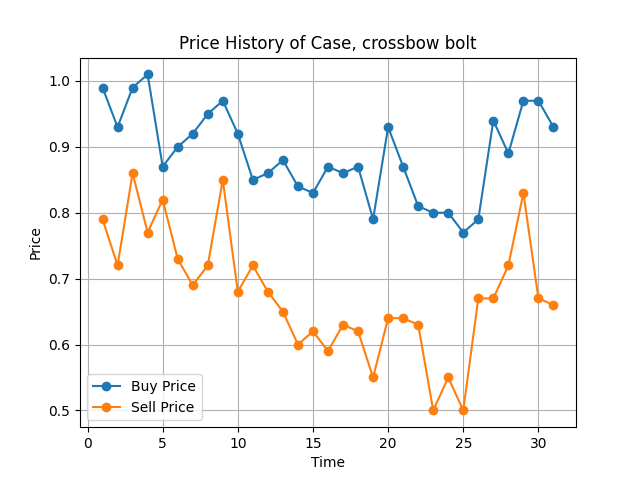 Price History of Case, crossbow bolt
Price
1.0
0.9
0.8
0.7
0.6
0.5
Buy Price
Sell Price
0 5 10 15 20 25 30
Time